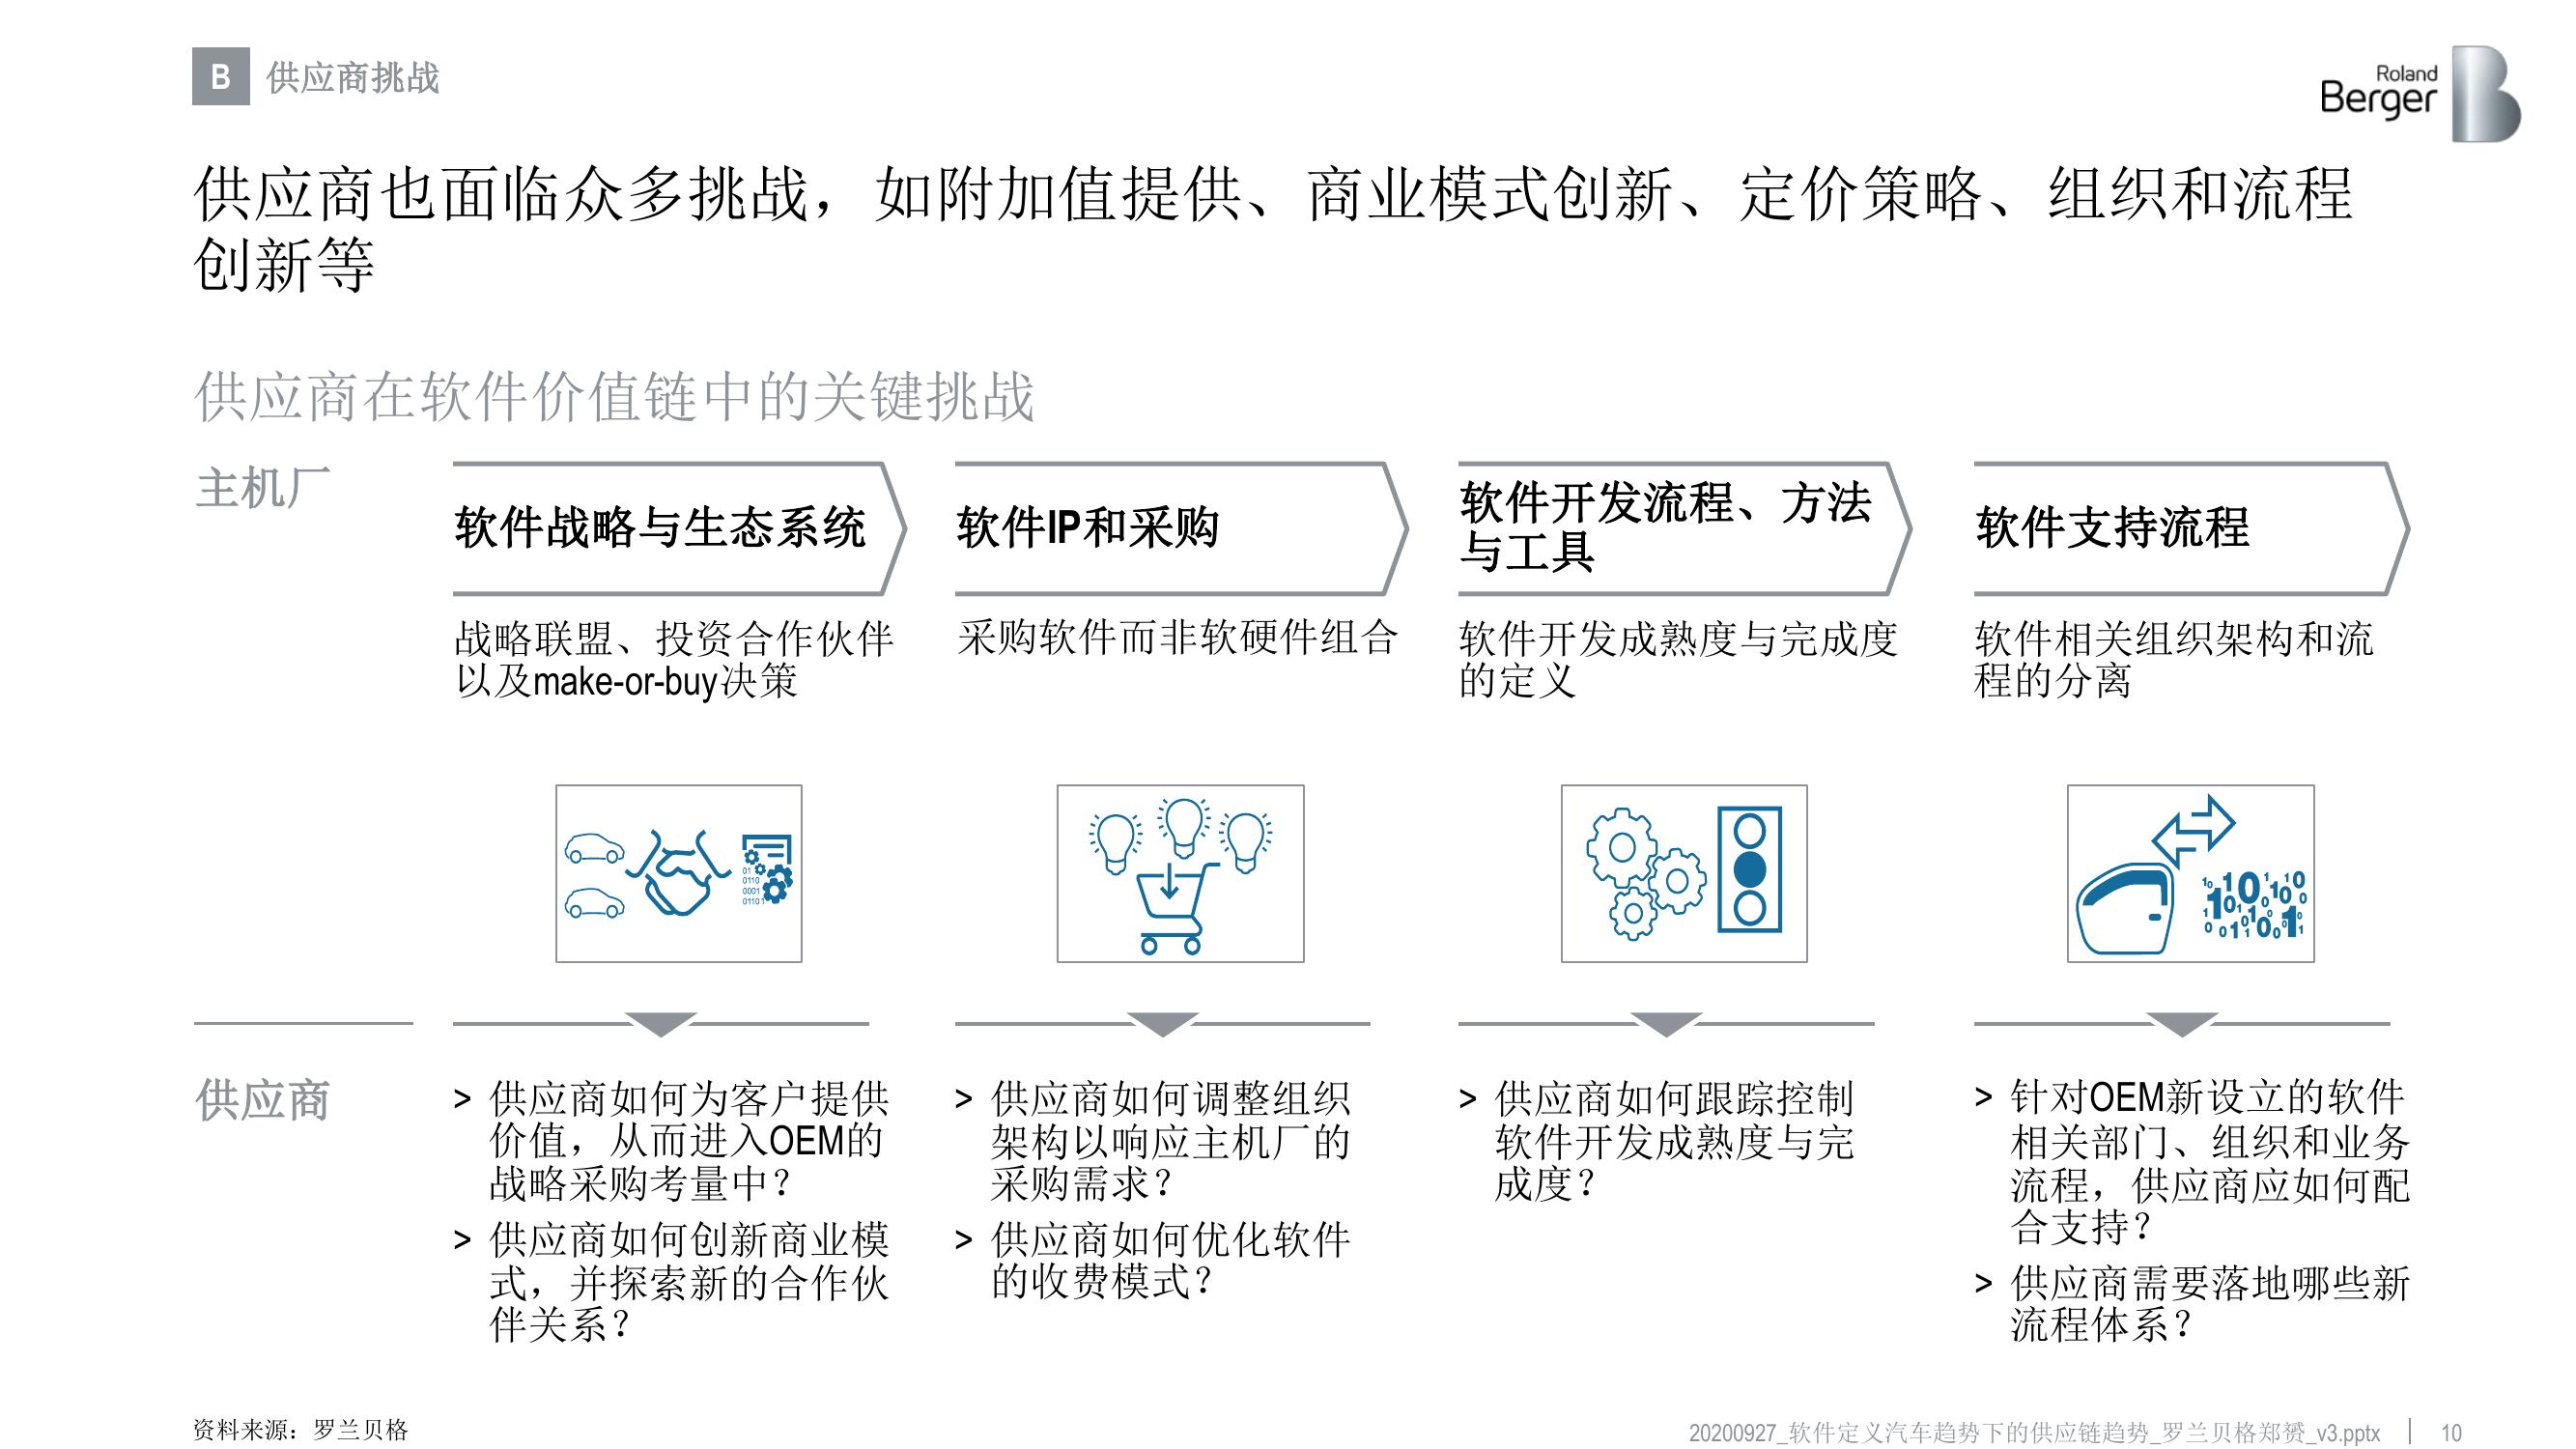 B 供应商挑战
Roland
Berger
供应商也面临众多挑战，如附加值提供、商业模式创新、定价策略、组织和流程
创新等
供应商在软件价值链中的关键挑战
主机厂
软件战略与生态系统
战略联盟、投资合作伙伴
以及make-or-buy决策
软件IP和采购
采购软件而非软硬件组合
软件开发流程、方法
与工具
软件开发成熟度与完成度
的定义
软件支持流程
软件相关组织架构和流
程的分离
供应商
> 供应商如何为客户提供
价值，从而进入OEM的
战略采购考量中？
> 供应商如何创新商业模
式，并探索新的合作伙
伴关系？
> 供应商如何调整组织
架构以响应主机厂的
采购需求？
> 供应商如何优化软件
的收费模式？
> 供应商如何跟踪控制
软件开发成熟度与完
成度？
> 针对OEM新设立的软件
相关部门、组织和业务
流程，供应商应如何配
合支持？
> 供应商需要落地哪些新
流程体系？
资料来源：罗兰贝格
20200927_软件定义汽车趋势下的供应链趋势_罗兰贝格郑赟_v3.pptx
10